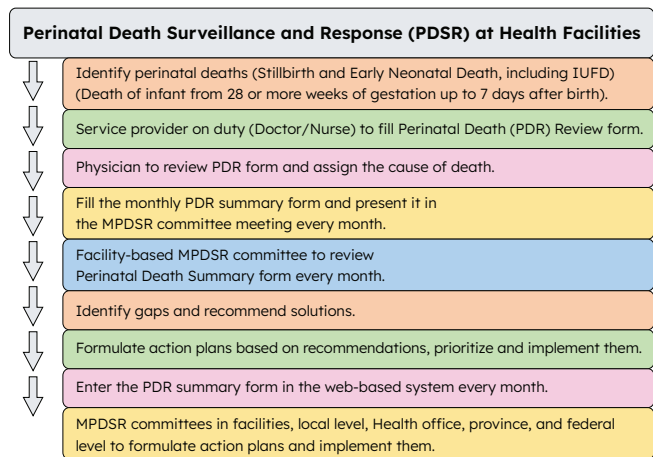 Perinatal Death Surveillance and Response (PDSR) at Health Facilities
Identify perinatal deaths (Stillbirth and Early Neonatal Death, including IUFD)
(Death of infant from 28 or more weeks of gestation up to 7 days after birth).
Service provider on duty (Doctor/Nurse) to fill Perinatal Death (PDR) Review form.
Physician to review PDR form and assign the cause of death.
Fill the monthly PDR summary form and present it in
the MPDSR committee meeting every month.
Facility-based MPDSR committee to review
Perinatal Death Summary form every month.
Identify gaps and recommend solutions.
Formulate action plans based on recommendations, prioritize and implement them.
Enter the PDR summary form in the web-based system every month.
MPDSR committees in facilities, local level, Health office, province, and federal
level to formulate action plans and implement them.